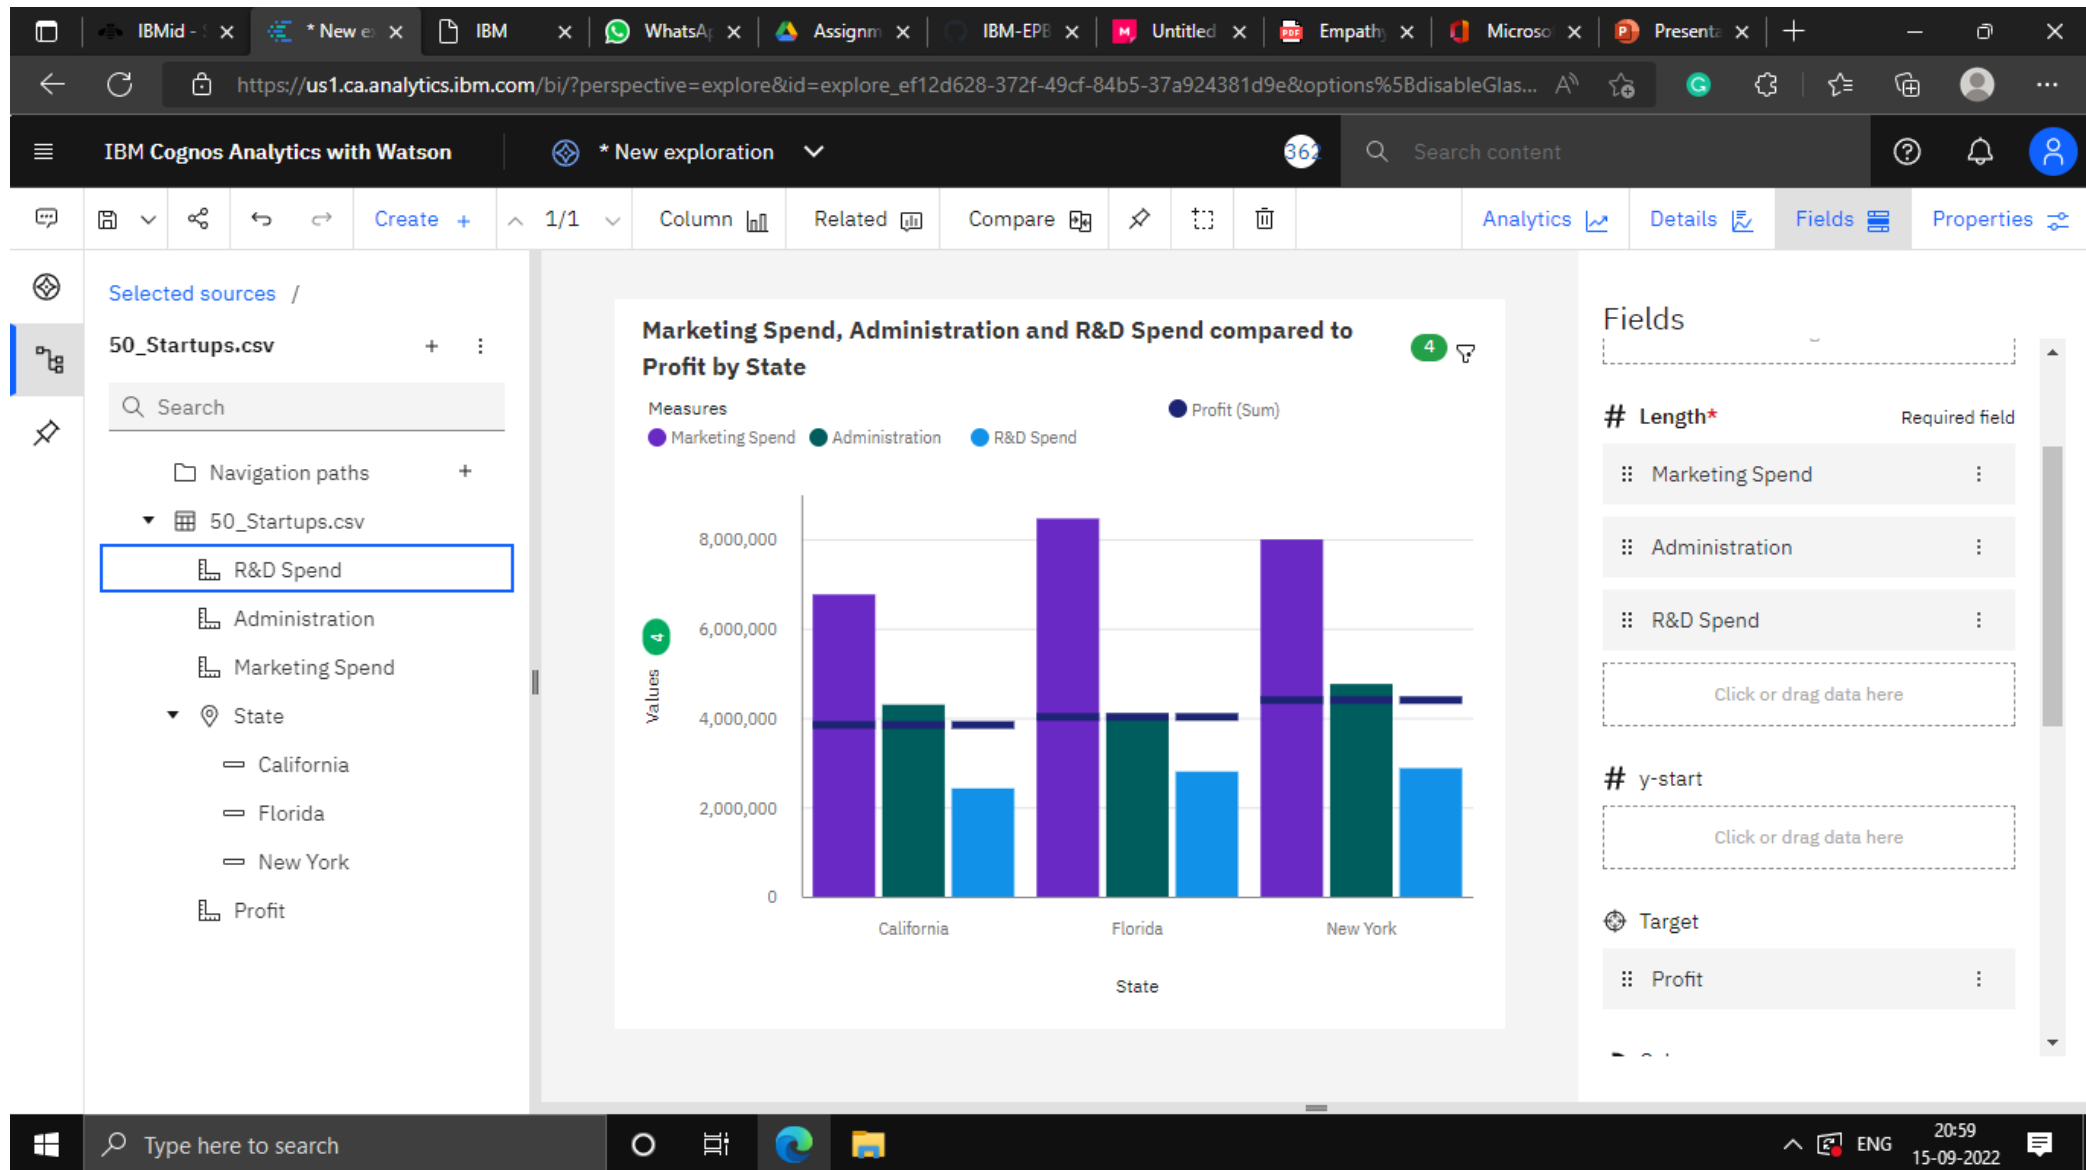 IBMid - S
* New e
IBM
WhatsAp
Assignm
IBM-EPB
Untitled
Empathy
Microso
Presenta
https://us1.ca.analytics.ibm.com/bi/?perspective=explore&id=explore_ef12d628-372f-49cf-84b5-37a924381d9e&options%5BdisableGlas...
IBM Cognos Analytics with Watson
* New exploration
362
Search content
Create +
1/1
Column
Related
Compare
Analytics
Details
Fields
Properties
Selected sources /
50_Startups.csv
Search
Navigation paths
50_Startups.csv
R&D Spend
Administration
Marketing Spend
State
California
Florida
New York
Profit
Marketing Spend, Administration and R&D Spend compared to
Profit by State
4
Measures
Profit (Sum)
Marketing Spend
Administration
R&D Spend
8,000,000
6,000,000
4,000,000
2,000,000
0
Values
4
California
Florida
New York
State
Fields
# Length*
Required field
Marketing Spend
Administration
R&D Spend
Click or drag data here
# y-start
Click or drag data here
Target
Profit
Type here to search
ENG
20:59
15-09-2022